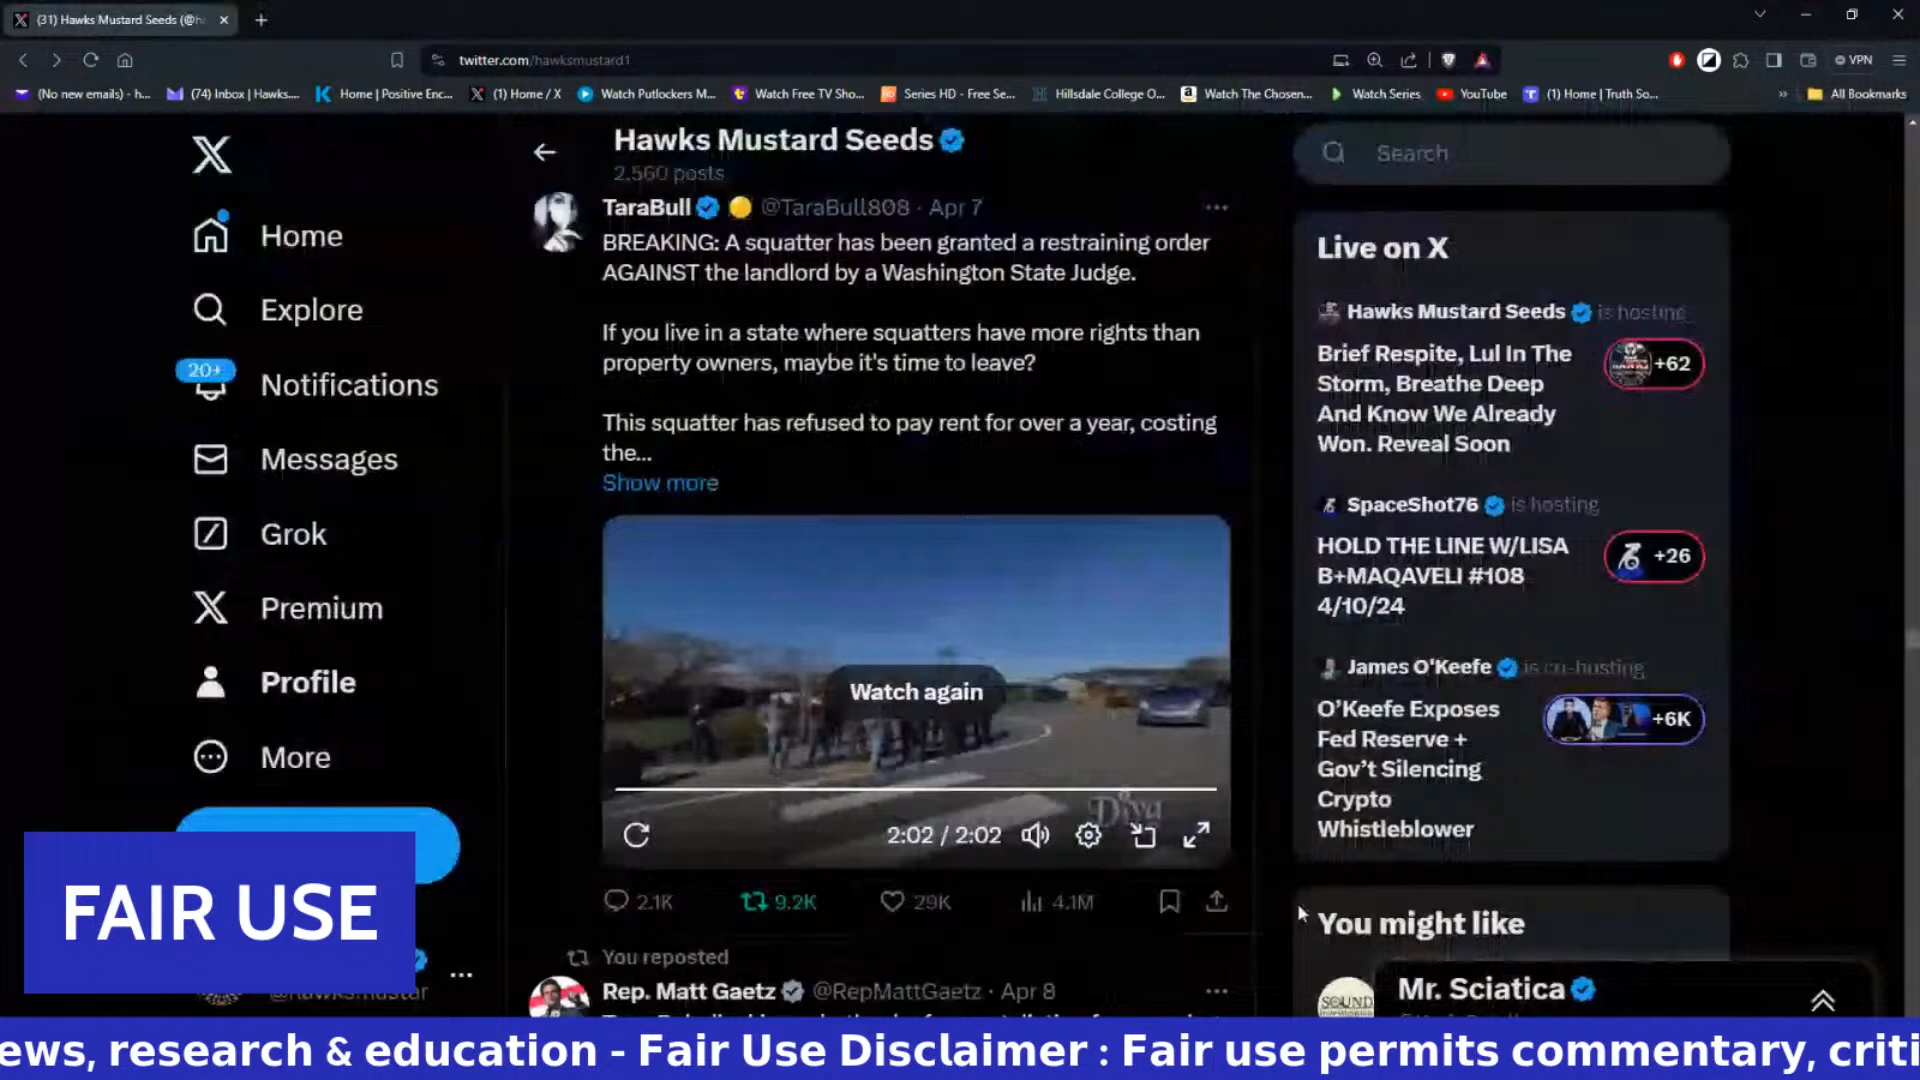 (31) Hawks Mustard Seeds (@h
twitter.com/hawksmustard1
VPN
(No new emails) - h...
(74) Inbox | Hawks....
Home | Positive Enc...
(1) Home / X
Watch Putlockers M...
Watch Free TV Sho...
Series HD - Free Se...
Hillsdale College O...
Watch The Chosen...
Watch Series
YouTube
(1) Home | Truth So...
All Bookmarks
Home
Explore
20+
Notifications
Messages
Grok
Premium
Profile
More
Hawks Mustard Seeds
2,560 posts
TaraBull @TaraBull808 · Apr 7
BREAKING: A squatter has been granted a restraining order
AGAINST the landlord by a Washington State Judge.
If you live in a state where squatters have more rights than
property owners, maybe it's time to leave?
This squatter has refused to pay rent for over a year, costing
the...
Show more
Watch again
Diva
2:02 / 2:02
2.1K 9.2K 29K 4.1M
You reposted
Rep. Matt Gaetz @RepMattGaetz · Apr 8
Search
Live on X
Hawks Mustard Seeds is hosting
Brief Respite, Lul In The
Storm, Breathe Deep
And Know We Already
Won. Reveal Soon
+62
SpaceShot76 is hosting
HOLD THE LINE W/LISA
B+MAQAVELI #108
4/10/24
+26
James O'Keefe is co-hosting
O'Keefe Exposes
Fed Reserve +
Gov't Silencing
Crypto
Whistleblower
+6K
You might like
Mr. Sciatica
SOUND
FAIR USE
ews, research & education - Fair Use Disclaimer : Fair use permits commentary, criti